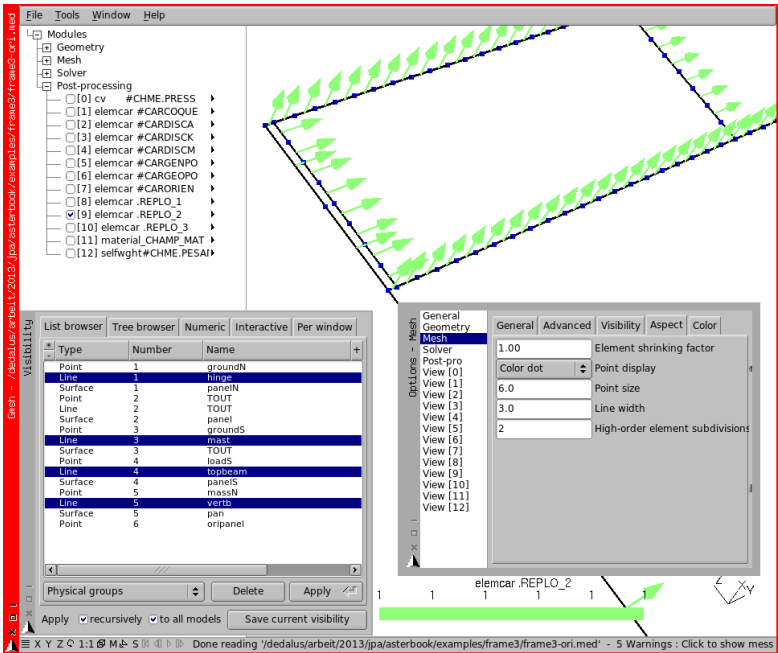 Gmsh - /dedalus/arbeit/2013/jpa/asterbook/examples/frame3/frame3-ori.med
File Tools Window Help
Modules
Geometry
Mesh
Solver
Post-processing
[0] cv #CHME.PRESS
[1] elemcar #CARCOQUE
[2] elemcar #CARDISCA
[3] elemcar #CARDISCK
[4] elemcar #CARDISCM
[5] elemcar #CARGENPO
[6] elemcar #CARGEOPO
[7] elemcar #CARORIEN
[8] elemcar .REPLO_1
[9] elemcar .REPLO_2
[10] elemcar .REPLO_3
[11] material_CHAMP_MAT
[12] selfwght#CHME.PESA
Visibility
List browser Tree browser Numeric Interactive Per window
* - Type Number Name +
Point 1 groundN
Line 1 hinge
Surface 1 panelN
Point 2 TOUT
Line 2 TOUT
Surface 2 panel
Point 3 groundS
Line 3 mast
Surface 3 TOUT
Point 4 loadS
Line 4 topbeam
Surface 4 panelS
Point 5 massN
Line 5 vertb
Surface 5 pan
Point 6 oripanel
Physical groups Delete Apply
Apply recursively to all models Save current visibility
Options - Mesh
General
Geometry
Mesh
Solver
Post-pro
View [0]
View [1]
View [2]
View [3]
View [4]
View [5]
View [6]
View [7]
View [8]
View [9]
View [10]
View [11]
View [12]
General Advanced Visibility Aspect Color
1.00 Element shrinking factor
Color dot Point display
6.0 Point size
3.0 Line width
2 High-order element subdivisions
elemcar .REPLO_2
1 1 1 1 1 1
Z Y X
X Y Z 1:1 M S Done reading '/dedalus/arbeit/2013/jpa/asterbook/examples/frame3/frame3-ori.med' - 5 Warnings : Click to show mess